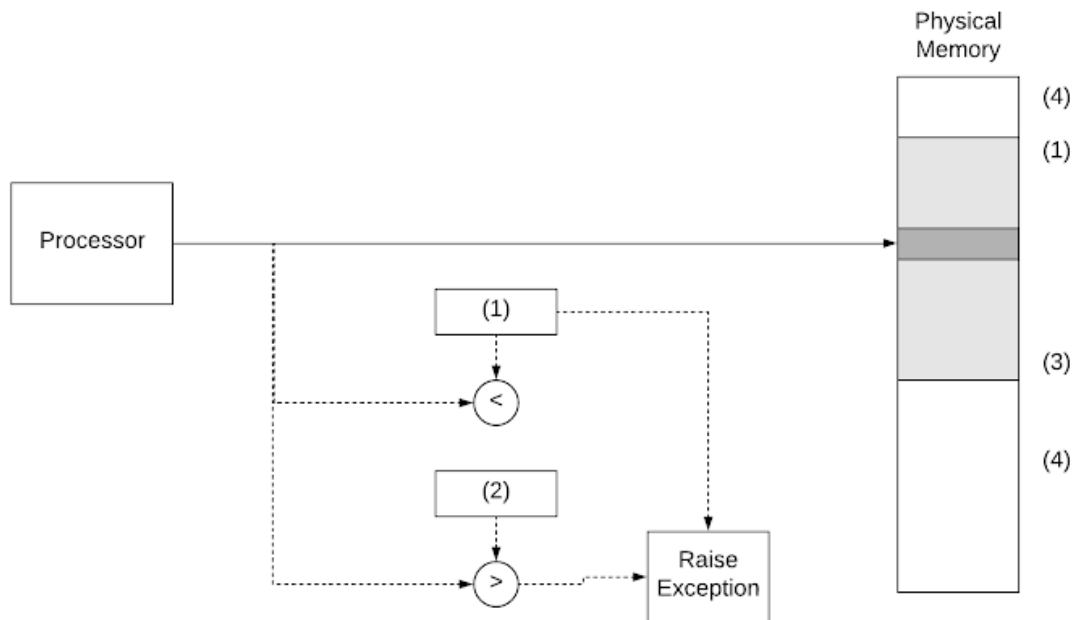 Physical
Memory
(4)
(1)
Processor
(1)
<
(3)
(2)
(4)
>
Raise
Exception